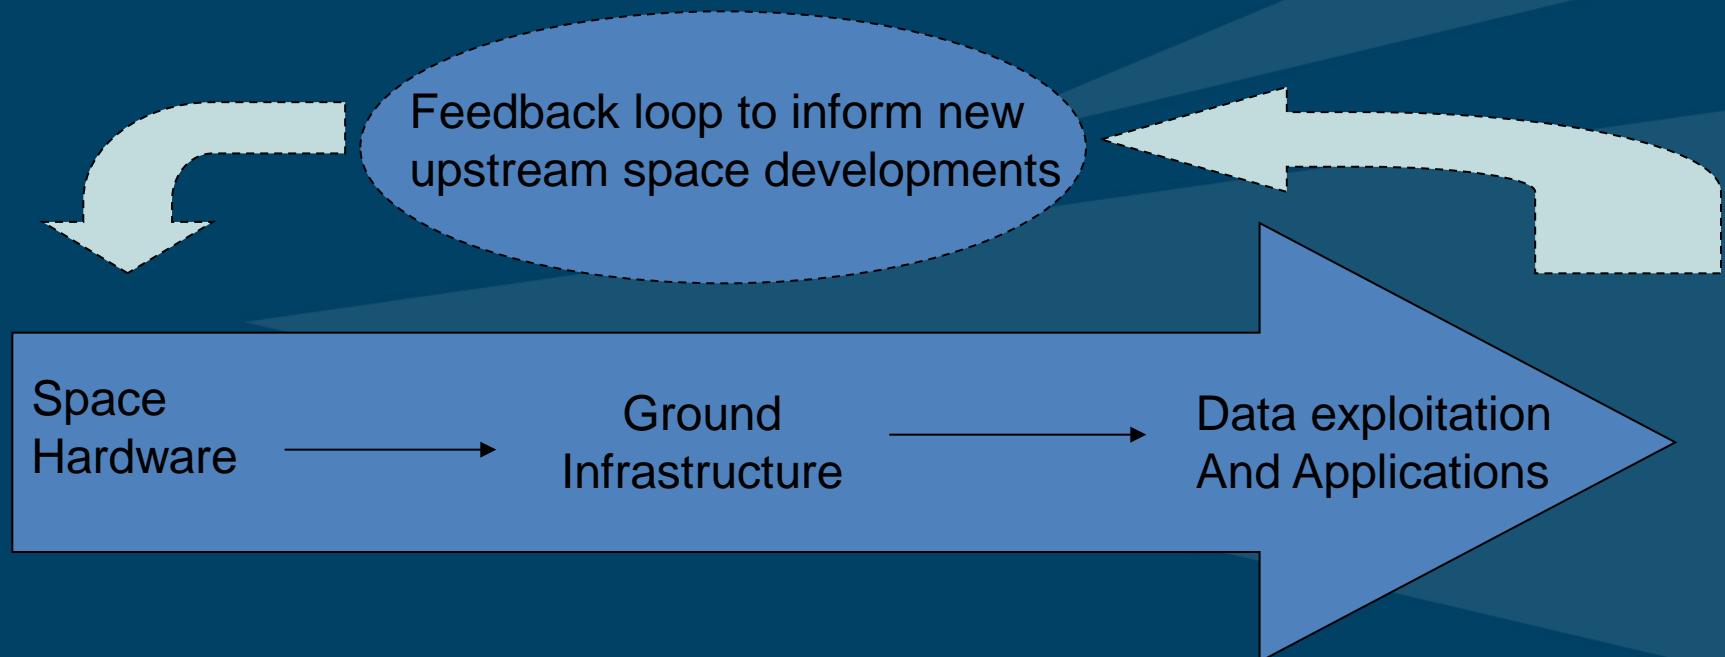 Feedback loop to inform new
upstream space developments
Space
Hardware
Ground
Infrastructure
Data exploitation
And Applications